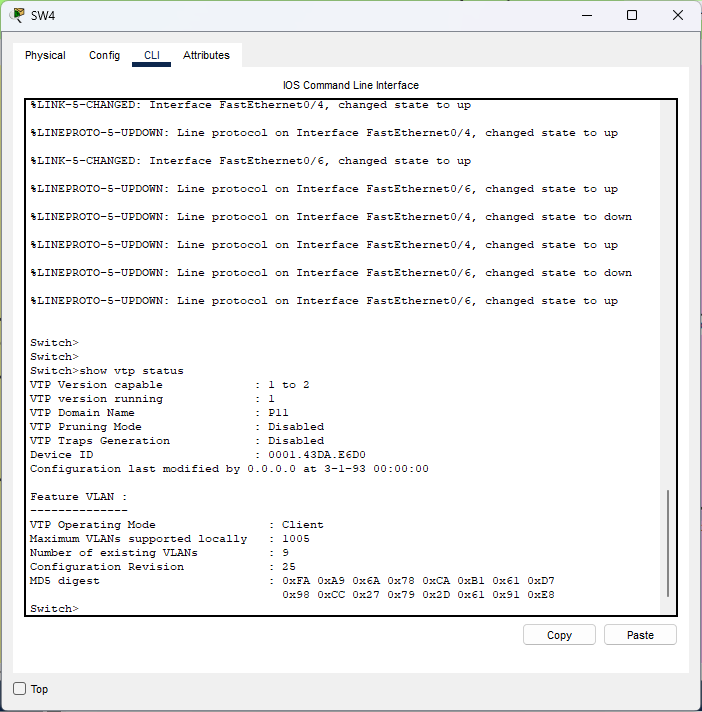 SW4
Physical Config CLI Attributes
IOS Command Line Interface
%LINK-5-CHANGED: Interface FastEthernet0/4, changed state to up
%LINEPROTO-5-UPDOWN: Line protocol on Interface FastEthernet0/4, changed state to up
%LINK-5-CHANGED: Interface FastEthernet0/6, changed state to up
%LINEPROTO-5-UPDOWN: Line protocol on Interface FastEthernet0/6, changed state to up
%LINEPROTO-5-UPDOWN: Line protocol on Interface FastEthernet0/4, changed state to down
%LINEPROTO-5-UPDOWN: Line protocol on Interface FastEthernet0/4, changed state to up
%LINEPROTO-5-UPDOWN: Line protocol on Interface FastEthernet0/6, changed state to down
%LINEPROTO-5-UPDOWN: Line protocol on Interface FastEthernet0/6, changed state to up
Switch>
Switch>
Switch>show vtp status
VTP Version capable : 1 to 2
VTP version running : 1
VTP Domain Name : P11
VTP Pruning Mode : Disabled
VTP Traps Generation : Disabled
Device ID : 0001.43DA.E6D0
Configuration last modified by 0.0.0.0 at 3-1-93 00:00:00
Feature VLAN :
--------------
VTP Operating Mode : Client
Maximum VLANs supported locally : 1005
Number of existing VLANs : 9
Configuration Revision : 25
MD5 digest : 0xFA 0xA9 0x6A 0x78 0xCA 0xB1 0x61 0xD7
0x98 0xCC 0x27 0x79 0x2D 0x61 0x91 0xE8
Switch>
Copy Paste
Top